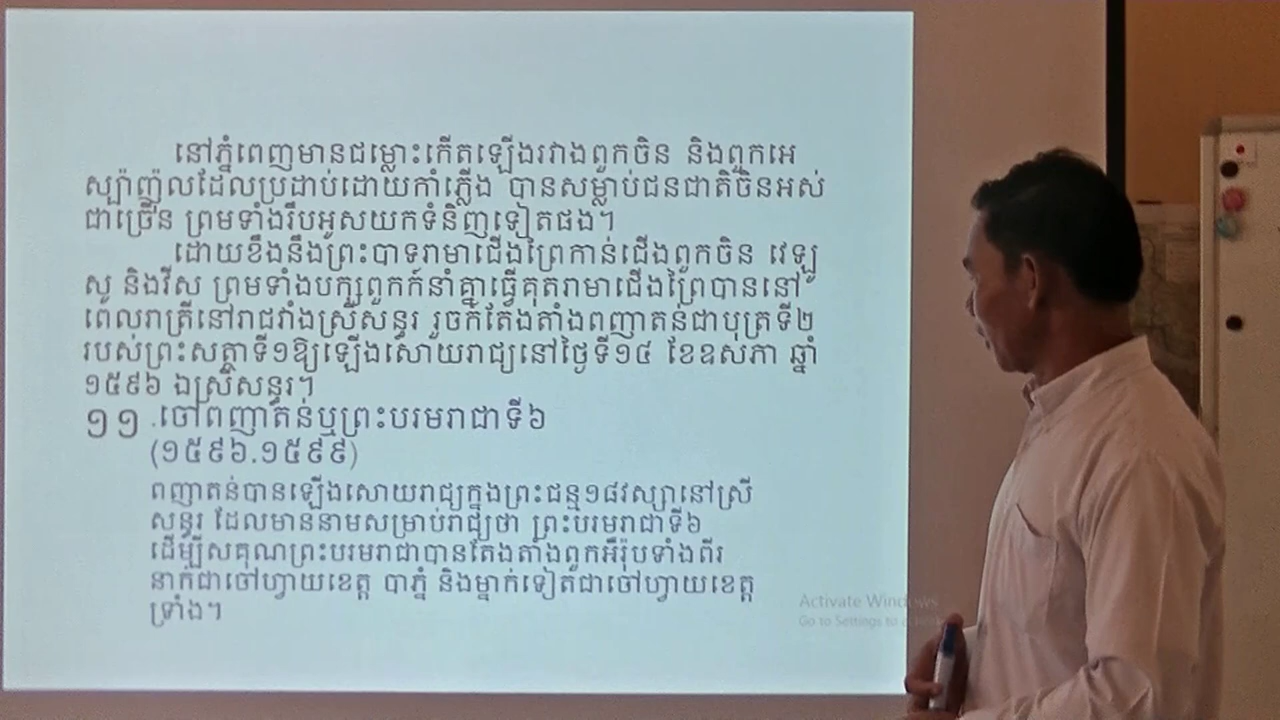 នៅភ្នំពេញមានជម្លោះកើតឡើងរវាងពួកចិន និងពួកអេ
ស្ប៉ាញ៉ុលដែលប្រដាប់ដោយកាំភ្លើង បានសម្លាប់ជនជាតិចិនអស់
ជាច្រើន ព្រមទាំងរឹបអូសយកទំនិញទៀតផង។
ដោយខឹងនឹងព្រះបាទរាមាជើងព្រៃកាន់ជើងពួកចិន វេឡូ
សូ និងវីស ព្រមទាំងបក្សពួកក៍នាំគ្នាធ្វើគុតរាមាជើងព្រៃបាននៅ
ពេលរាត្រីនៅរាជវាំងស្រីសន្ធរ រួចក៍តែងតាំងពញាតន់ជាបុត្រទី២
របស់ព្រះសត្ថាទី១ឱ្យឡើងសោយរាជ្យនៅថ្ងៃទី១៤ ខែឧសភា ឆ្នាំ
១៥៩៦ ឯស្រីសន្ធរ។
១១ .ចៅពញាតន់ឬព្រះបរមរាជាទី៦
(១៥៩៦.១៥៩៩)
ពញាតន់បានឡើងសោយរាជ្យក្នុងព្រះជន្ម១៨វស្សានៅស្រី
សន្ធរ ដែលមាននាមសម្រាប់រាជ្យថា ព្រះបរមរាជាទី៦
ដើម្បីសគុណព្រះបរមរាជាបានតែងតាំងពួកអឺរ៉ុបទាំងពីរ
នាក់ជាចៅហ្វាយខេត្ត បាភ្នំ និងម្នាក់ទៀតជាចៅហ្វាយខេត្ត
ទ្រាំង។
Activate Windows
Go to Settings to